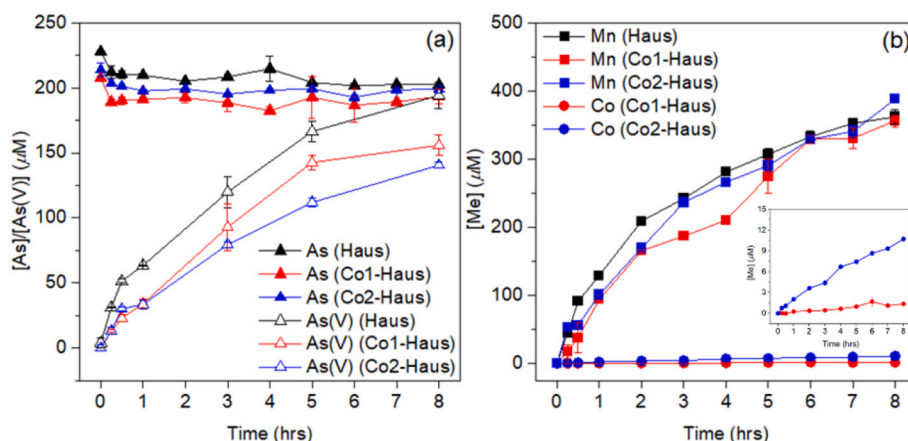 (a)
[As]/[As(V)] (μM)
250
200
150
100
50
0
As (Haus)
As (Co1-Haus)
As (Co2-Haus)
As(V) (Haus)
As(V) (Co1-Haus)
As(V) (Co2-Haus)
0 1 2 3 4 5 6 7 8
Time (hrs)
(b)
[Me] (μM)
500
400
300
200
100
0
Mn (Haus)
Mn (Co1-Haus)
Mn (Co2-Haus)
Co (Co1-Haus)
Co (Co2-Haus)
[Me] (μM)
15
12
9
6
3
0
0 1 2 3 4 5 6 7 8
Time (hrs)
0 1 2 3 4 5 6 7 8
Time (hrs)